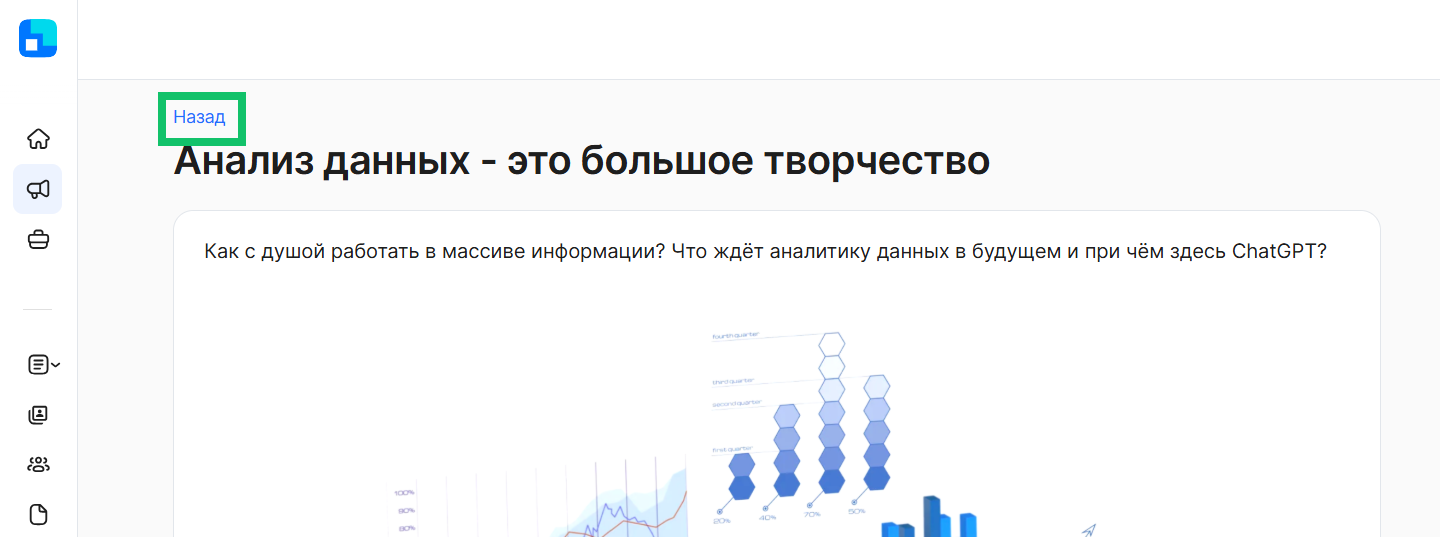 Назад
Анализ данных - это большое творчество
Как с душой работать в массиве информации? Что ждёт аналитику данных в будущем и при чём здесь ChatGPT?
fourth quarter
third quarter
second quarter
first quarter
100%
90%
80%
20%
40%
70%
50%